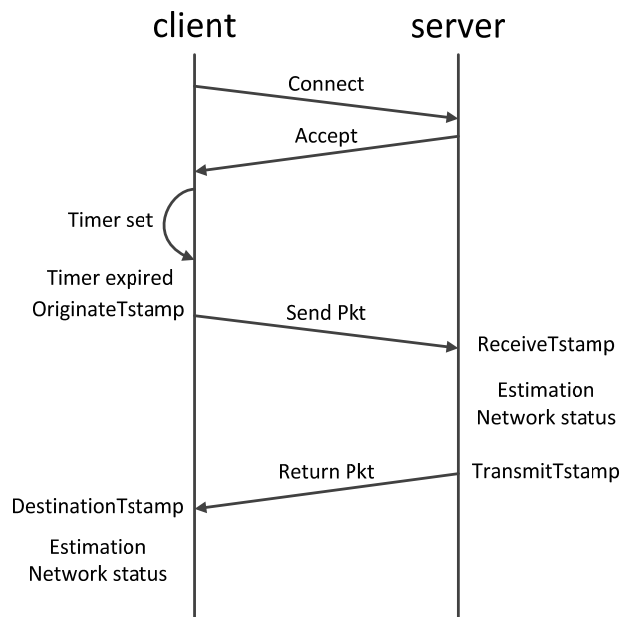 client
server
Connect
Accept
Timer set
Timer expired
OriginateTstamp
Send Pkt
ReceiveTstamp
Estimation
Network status
Return Pkt
TransmitTstamp
DestinationTstamp
Estimation
Network status